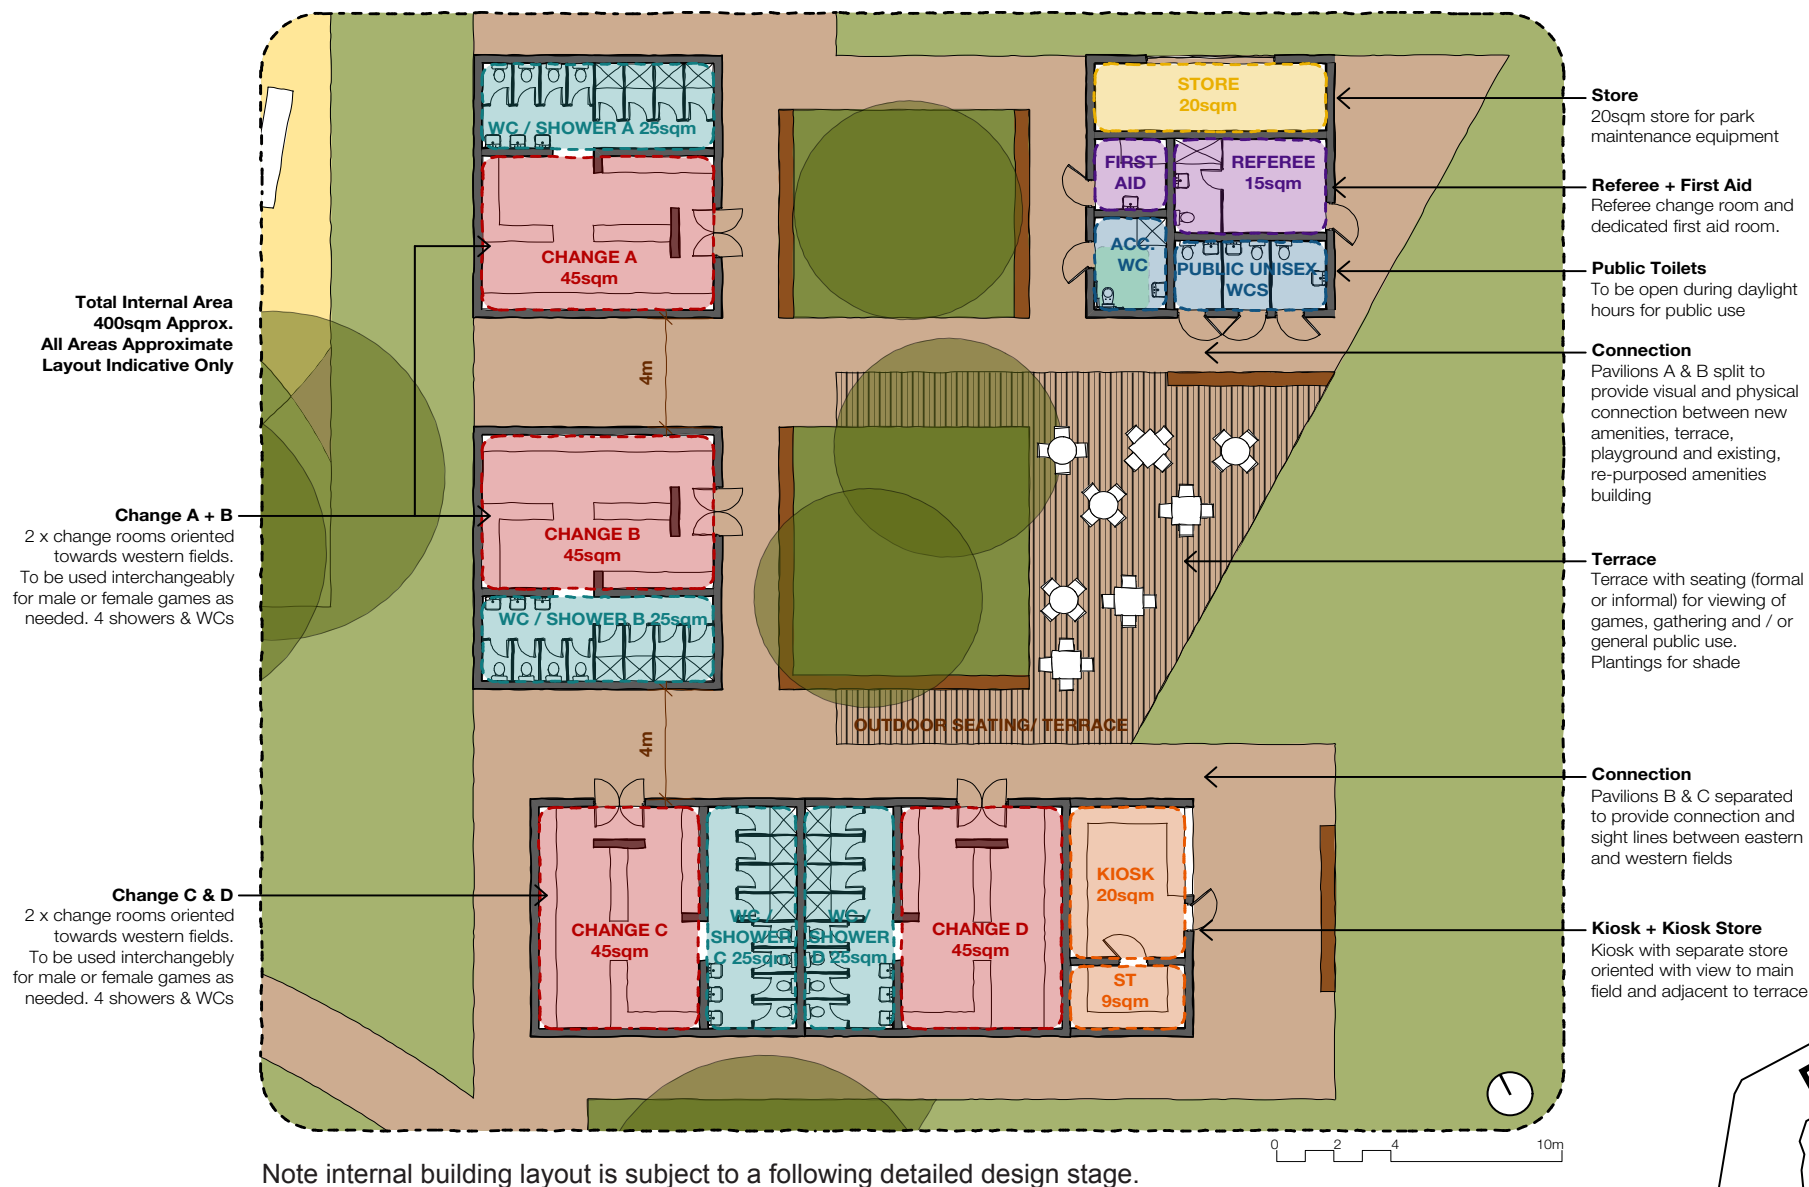 Total Internal Area
400sqm Approx.
All Areas Approximate
Layout Indicative Only
Change A + B
2 x change rooms oriented
towards western fields.
To be used interchangeably
for male or female games as
needed. 4 showers & WCs
Change C & D
2 x change rooms oriented
towards western fields.
To be used interchangebly
for male or female games as
needed. 4 showers & WCs
WC / SHOWER A 25sqm
CHANGE A
45sqm
4m
CHANGE B
45sqm
WC / SHOWER B 25sqm
4m
STORE
20sqm
FIRST
AID
REFEREE
15sqm
ACC.
WC
PUBLIC UNISEX
WCS
OUTDOOR SEATING/ TERRACE
CHANGE C
45sqm
WC /
SHOWER
C 25sqm
WC /
SHOWER
D 25sqm
CHANGE D
45sqm
KIOSK
20sqm
ST
9sqm
Store
20sqm store for park
maintenance equipment
Referee + First Aid
Referee change room and
dedicated first aid room.
Public Toilets
To be open during daylight
hours for public use
Connection
Pavilions A & B split to
provide visual and physical
connection between new
amenities, terrace,
playground and existing,
re-purposed amenities
building
Terrace
Terrace with seating (formal
or informal) for viewing of
games, gathering and / or
general public use.
Plantings for shade
Connection
Pavilions B & C separated
to provide connection and
sight lines between eastern
and western fields
Kiosk + Kiosk Store
Kiosk with separate store
oriented with view to main
field and adjacent to terrace
0 2 4 10m
Note internal building layout is subject to a following detailed design stage.